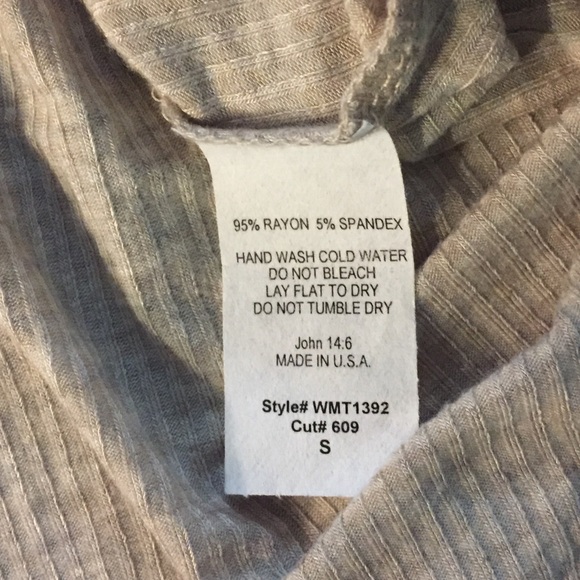 95% RAYON 5% SPANDEX
HAND WASH COLD WATER
DO NOT BLEACH
LAY FLAT TO DRY
DO NOT TUMBLE DRY
John 14:6
MADE IN U.S.A.
Style# WMT1392
Cut# 609
S